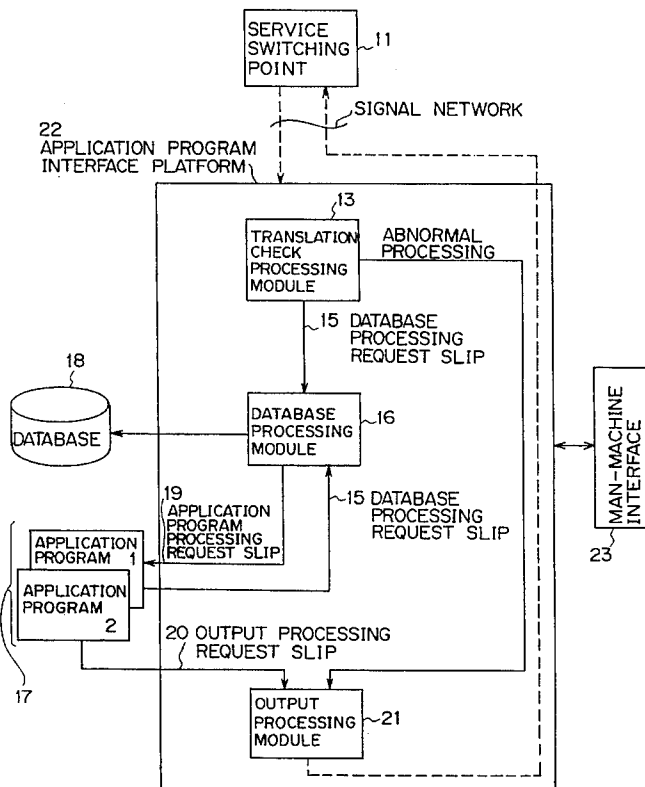 SERVICE
SWITCHING
POINT
11
SIGNAL NETWORK
22
APPLICATION PROGRAM
INTERFACE PLATFORM
13
TRANSLATION
CHECK
PROCESSING
MODULE
ABNORMAL
PROCESSING
15 DATABASE
PROCESSING
REQUEST SLIP
18
DATABASE
DATABASE
PROCESSING
MODULE
16
MAN-MACHINE
INTERFACE
23
19
APPLICATION
PROGRAM
PROCESSING
REQUEST SLIP
15 DATABASE
PROCESSING
REQUEST SLIP
APPLICATION
PROGRAM 1
APPLICATION
PROGRAM
2
17
20 OUTPUT PROCESSING
REQUEST SLIP
OUTPUT
PROCESSING
MODULE
21